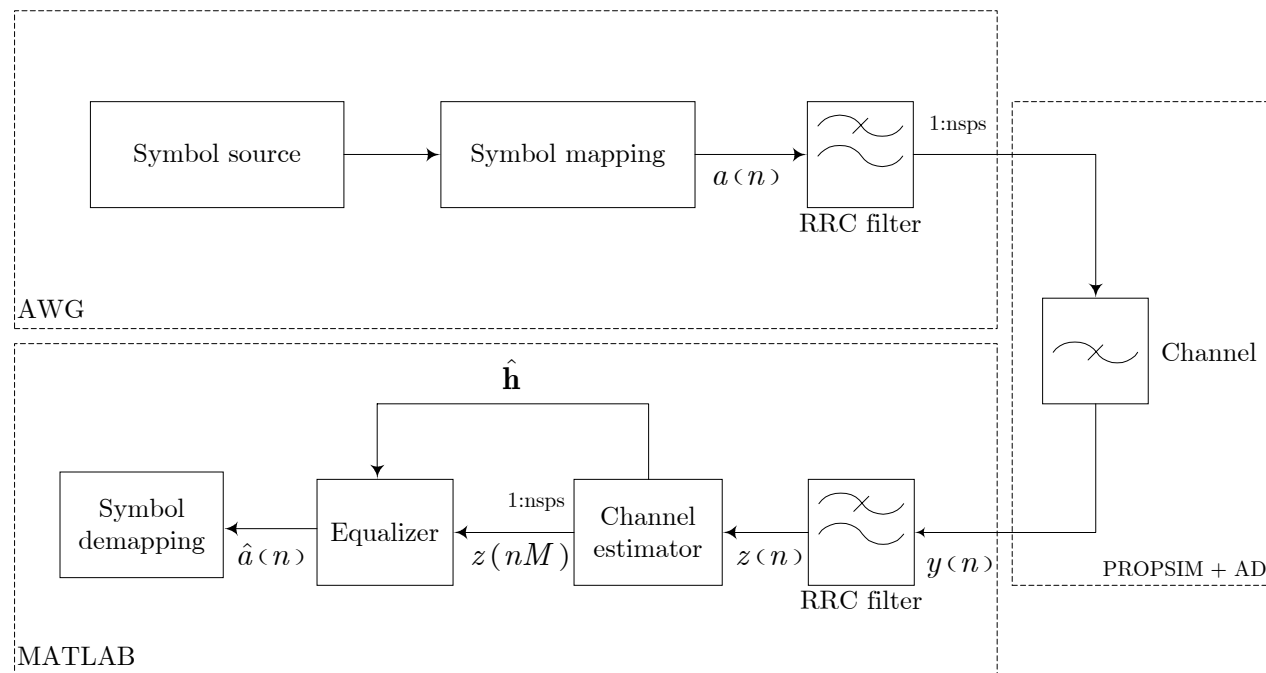 Symbol source
Symbol mapping
a(n)
RRC filter
1:nsps
AWG
Channel
PROPSIM + AD
ĥ
Symbol
demapping
â(n)
Equalizer
1:nsps
z(nM)
Channel
estimator
z(n)
RRC filter
y(n)
MATLAB